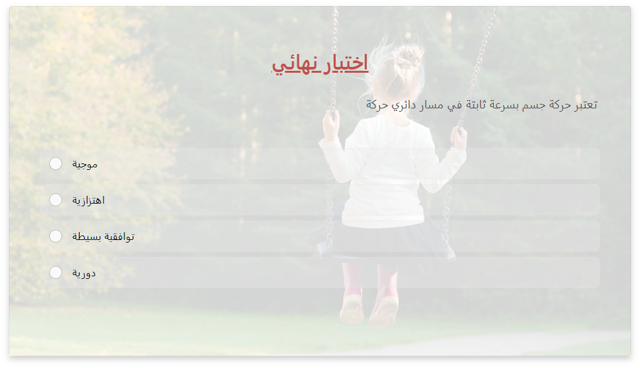 اختبار نهائي
تعتبر حركة جسم بسرعة ثابتة في مسار دائري حركة
موجية
اهتزازية
توافقية بسيطة
دورية